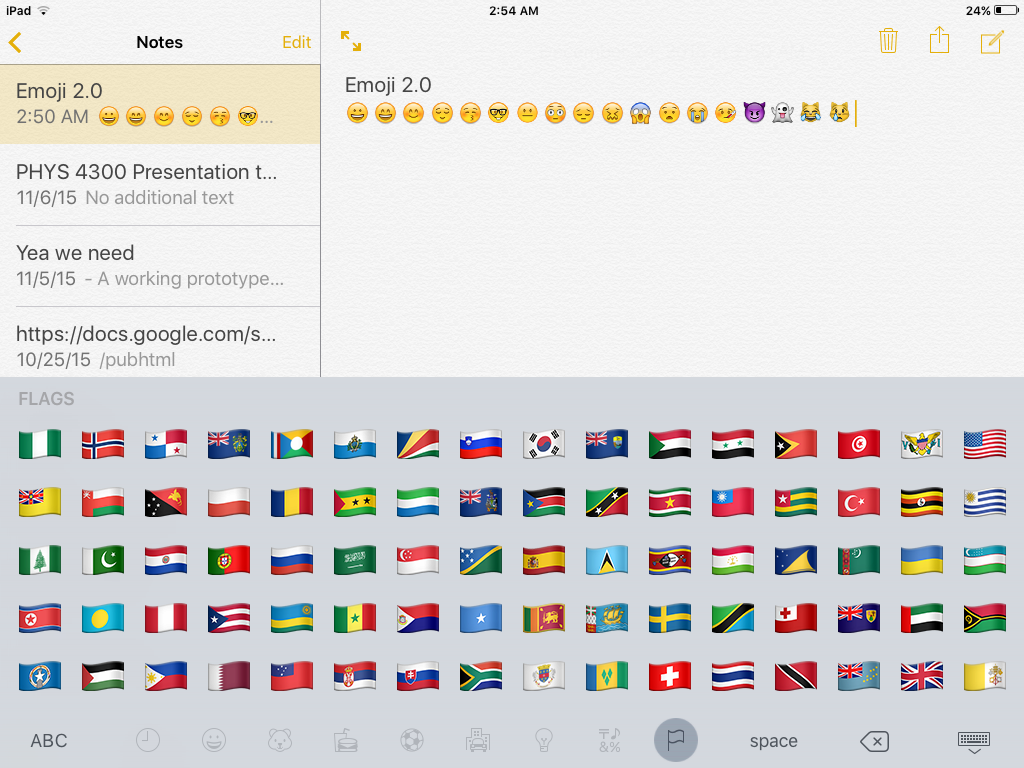 iPad 2:54 AM 24%
Notes Edit
Emoji 2.0
2:50 AM 😀😄😊😌😚🤓...
PHYS 4300 Presentation t...
11/6/15 No additional text
Yea we need
11/5/15 - A working prototype...
https://docs.google.com/s...
10/25/15 /pubhtml
Emoji 2.0
FLAGS
ABC
&%
space